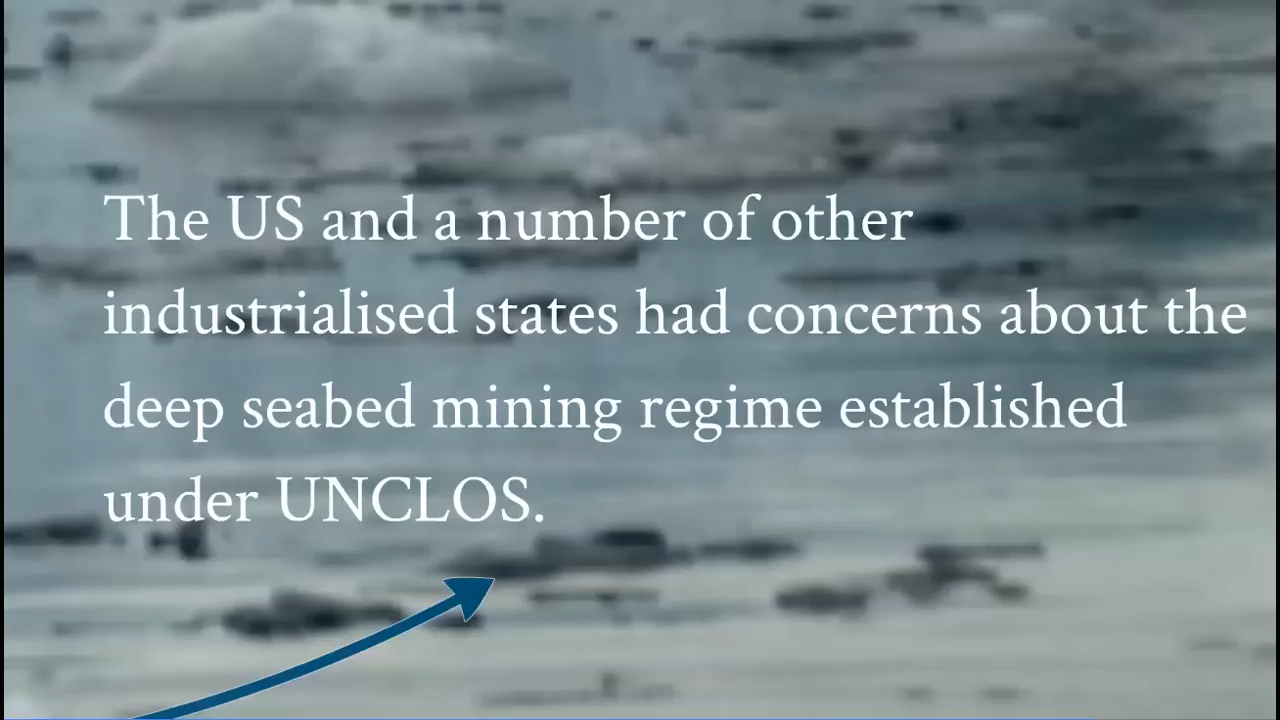 The US and a number of other
industrialised states had concerns about the
deep seabed mining regime established
under UNCLOS.